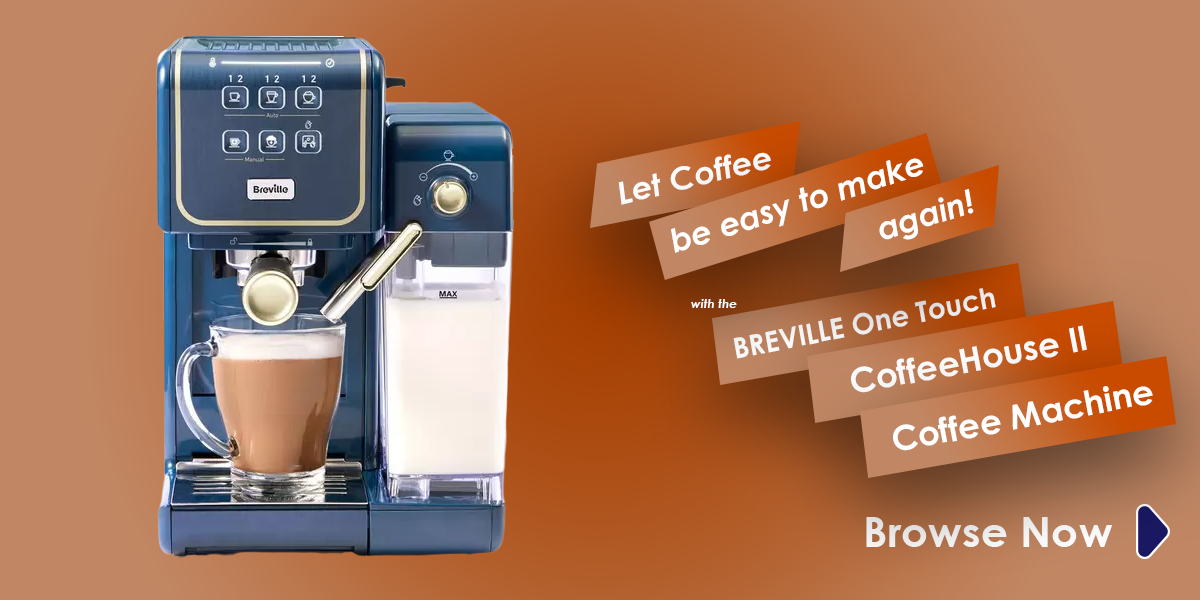 1 2 1 2 1 2
Auto
Manual
Breville
MAX
Let Coffee
be easy to make
again!
with the
BREVILLE One Touch
CoffeeHouse II
Coffee Machine
Browse Now